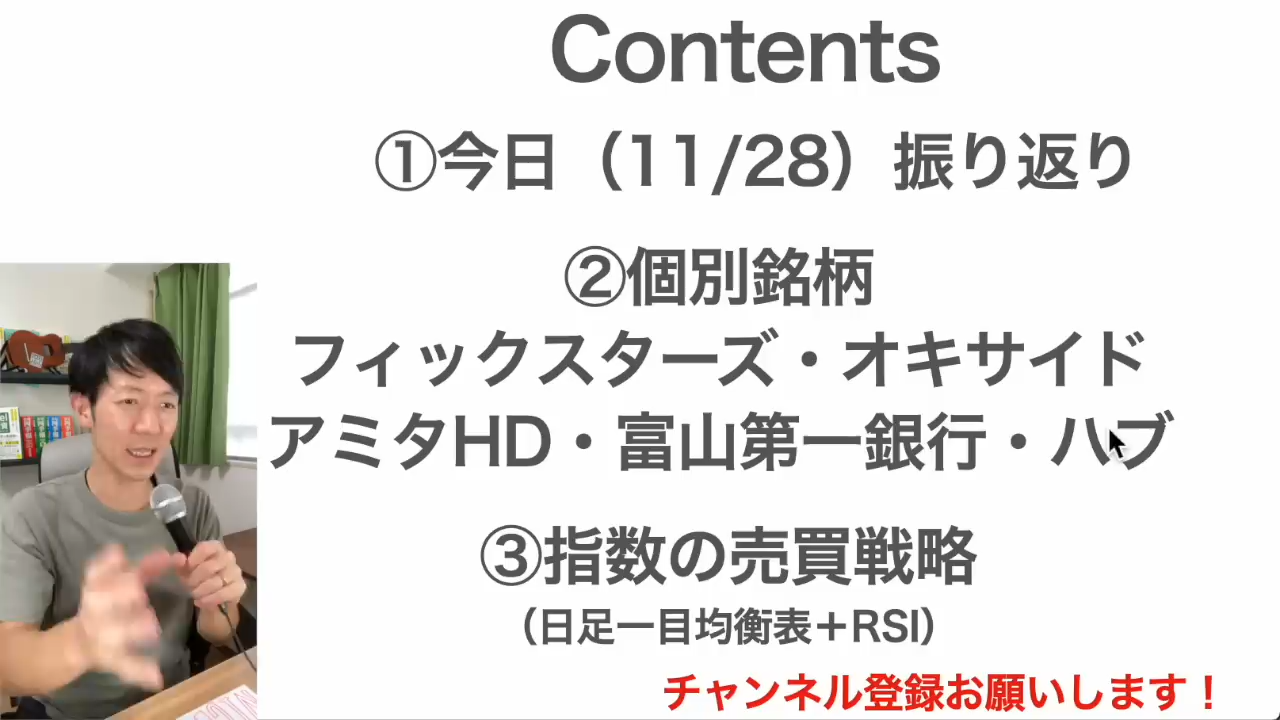 Contents
①今日（11/28）振り返り
②個別銘柄
フィックスターズ・オキサイド
アミタHD・富山第一銀行・ハブ
③指数の売買戦略
（日足一目均衡表＋RSI）
チャンネル登録お願いします！